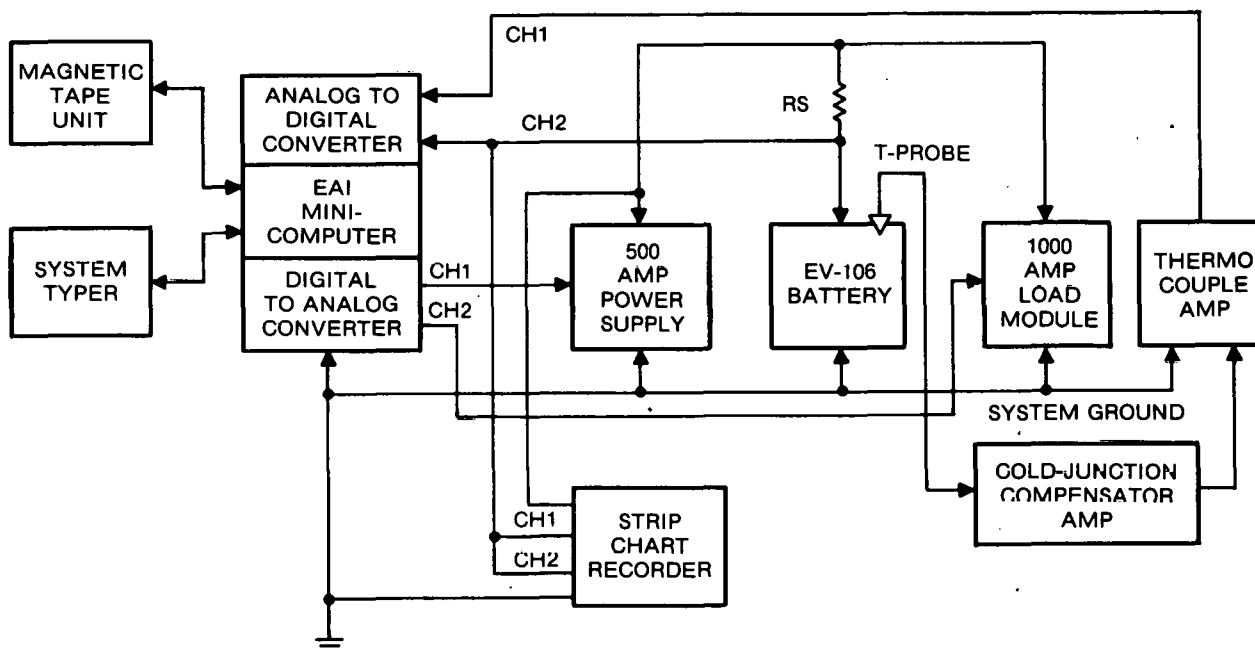 CH1
MAGNETIC
TAPE
UNIT
ANALOG TO
DIGITAL
CONVERTER
RS
CH2
T-PROBE
EAI
MINI-
COMPUTER
SYSTEM
TYPER
DIGITAL
TO ANALOG
CONVERTER
CH1
CH2
500
AMP
POWER
SUPPLY
EV-106
BATTERY
1000
AMP
LOAD
MODULE
THERMO
COUPLE
AMP
SYSTEM GROUND
COLD-JUNCTION
COMPENSATOR
AMP
CH1
CH2
STRIP
CHART
RECORDER